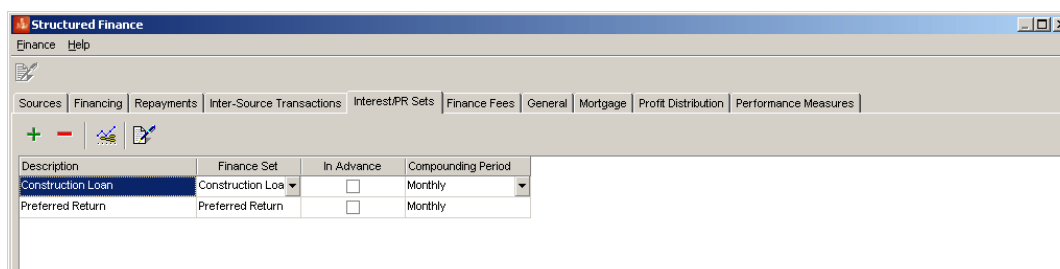 Structured Finance
Finance Help
Sources Financing Repayments Inter-Source Transactions Interest/PR Sets Finance Fees General Mortgage Profit Distribution Performance Measures
Description Finance Set In Advance Compounding Period
Construction Loan Construction Loa Monthly
Preferred Return Preferred Return Monthly